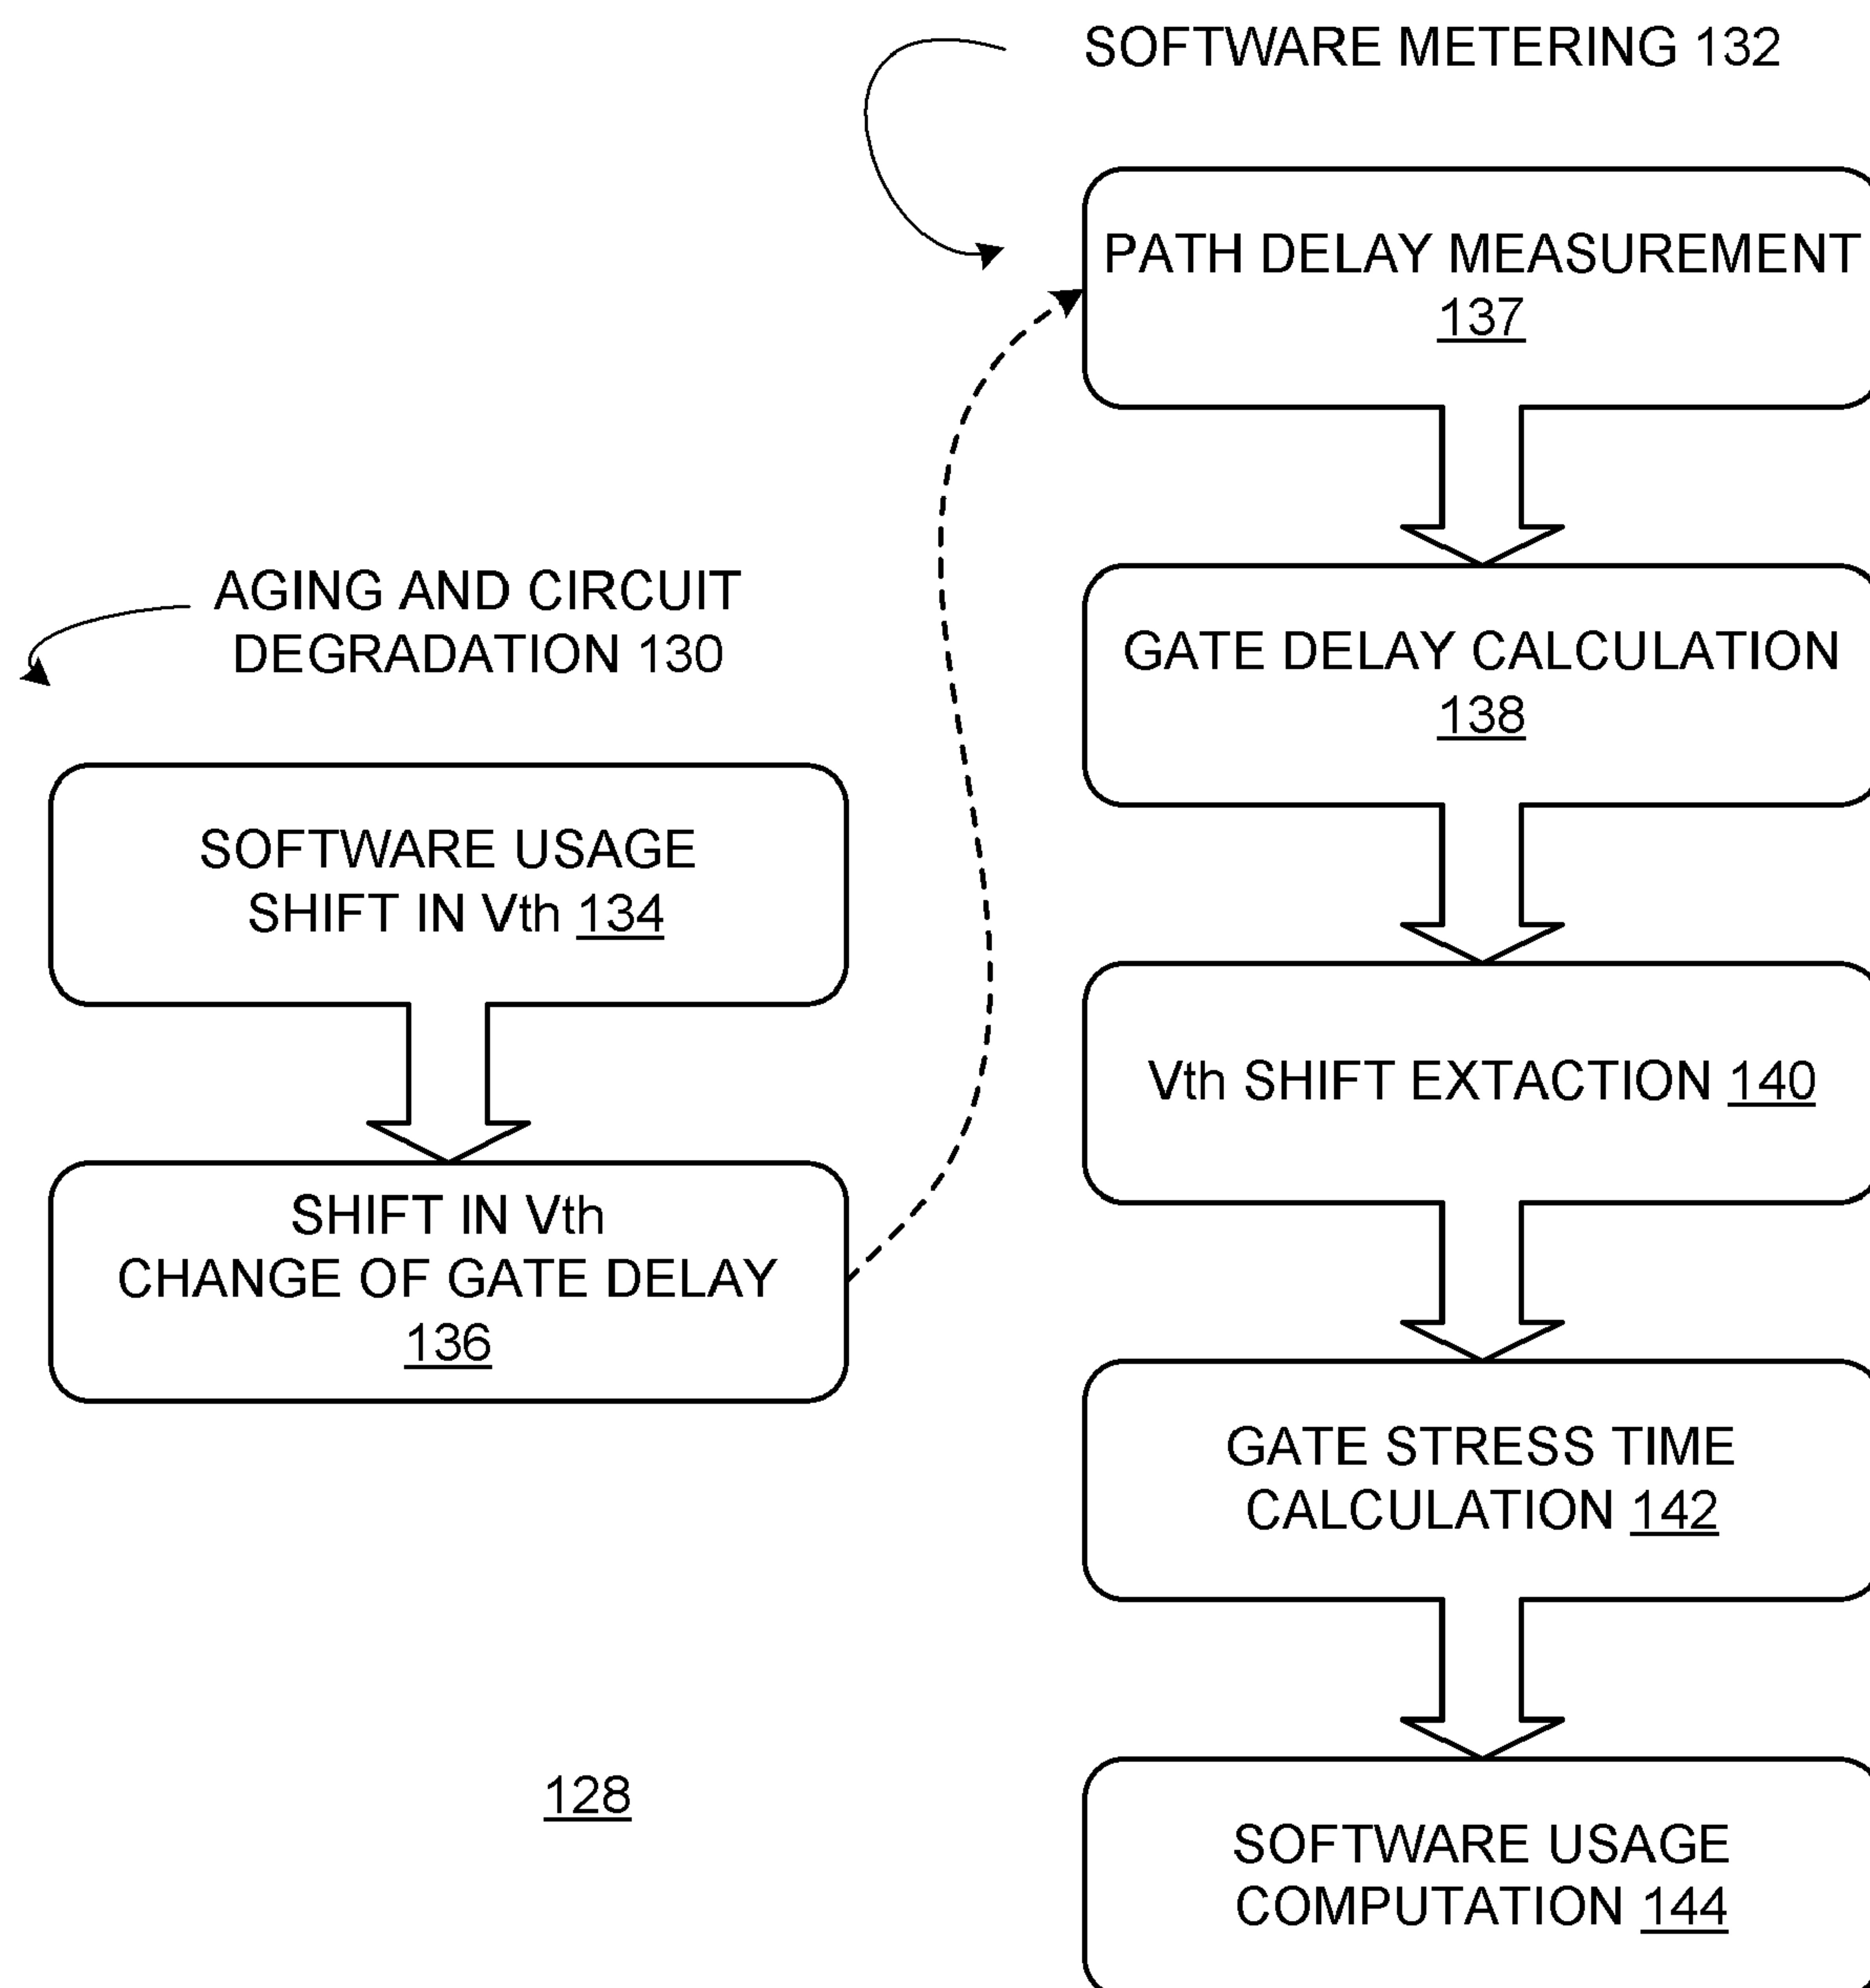 SOFTWARE METERING 132
PATH DELAY MEASUREMENT
137
GATE DELAY CALCULATION
138
AGING AND CIRCUIT
DEGRADATION 130
SOFTWARE USAGE
SHIFT IN Vth 134
Vth SHIFT EXTACTION 140
SHIFT IN Vth
CHANGE OF GATE DELAY
136
GATE STRESS TIME
CALCULATION 142
128
SOFTWARE USAGE
COMPUTATION 144